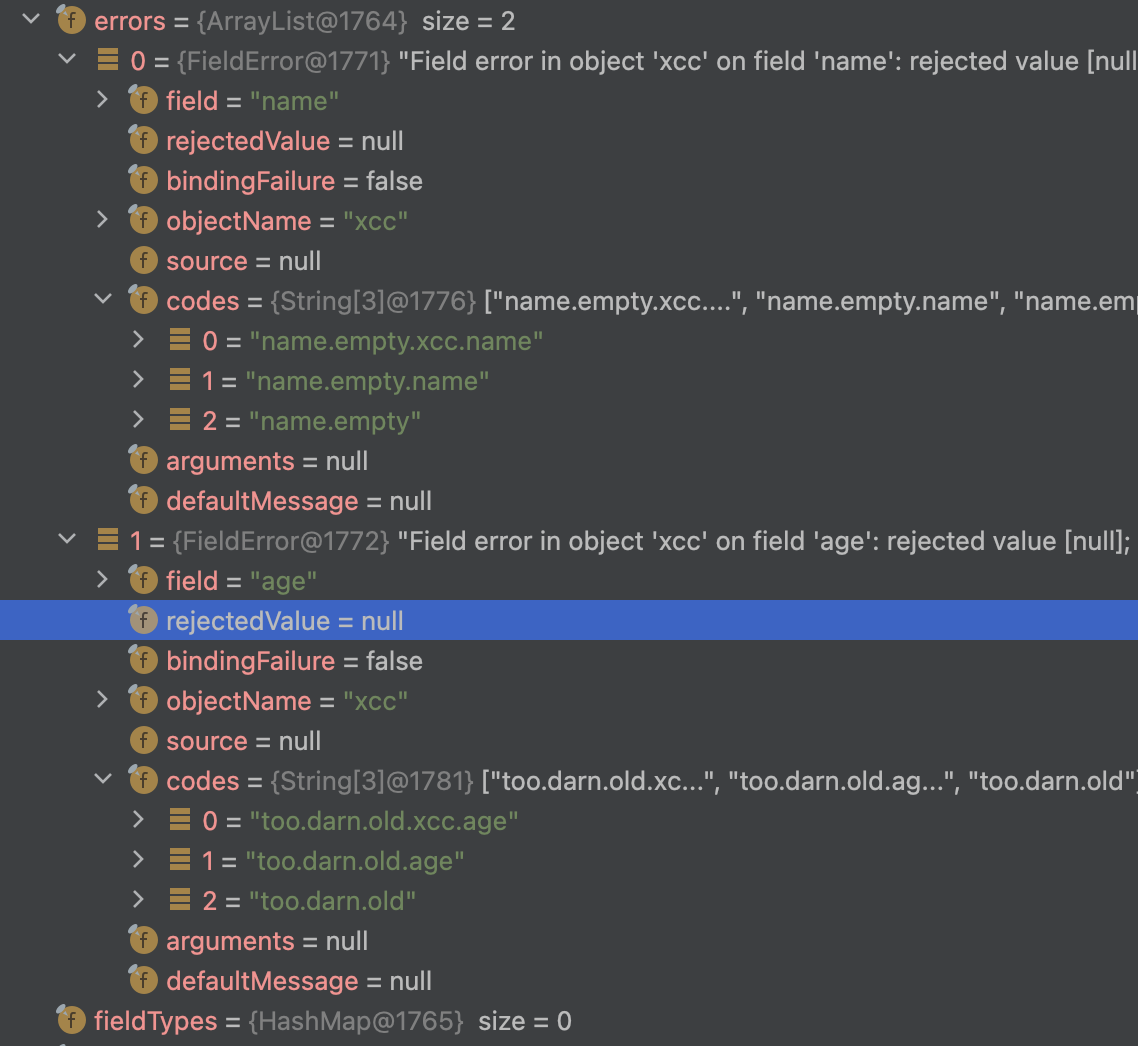 errors = {ArrayList@1764} size = 2
0 = {FieldError@1771} "Field error in object 'xcc' on field 'name': rejected value [null
f field = "name"
f rejectedValue = null
f bindingFailure = false
f objectName = "xcc"
f source = null
f codes = {String[3]@1776} ["name.empty.xcc....", "name.empty.name", "name.em
0 = "name.empty.xcc.name"
1 = "name.empty.name"
2 = "name.empty"
f arguments = null
f defaultMessage = null
1 = {FieldError@1772} "Field error in object 'xcc' on field 'age': rejected value [null];
f field = "age"
f rejectedValue = null
f bindingFailure = false
f objectName = "xcc"
f source = null
f codes = {String[3]@1781} ["too.darn.old.xc...", "too.darn.old.ag...", "too.darn.old"]
0 = "too.darn.old.xcc.age"
1 = "too.darn.old.age"
2 = "too.darn.old"
f arguments = null
f defaultMessage = null
f fieldTypes = {HashMap@1765} size = 0